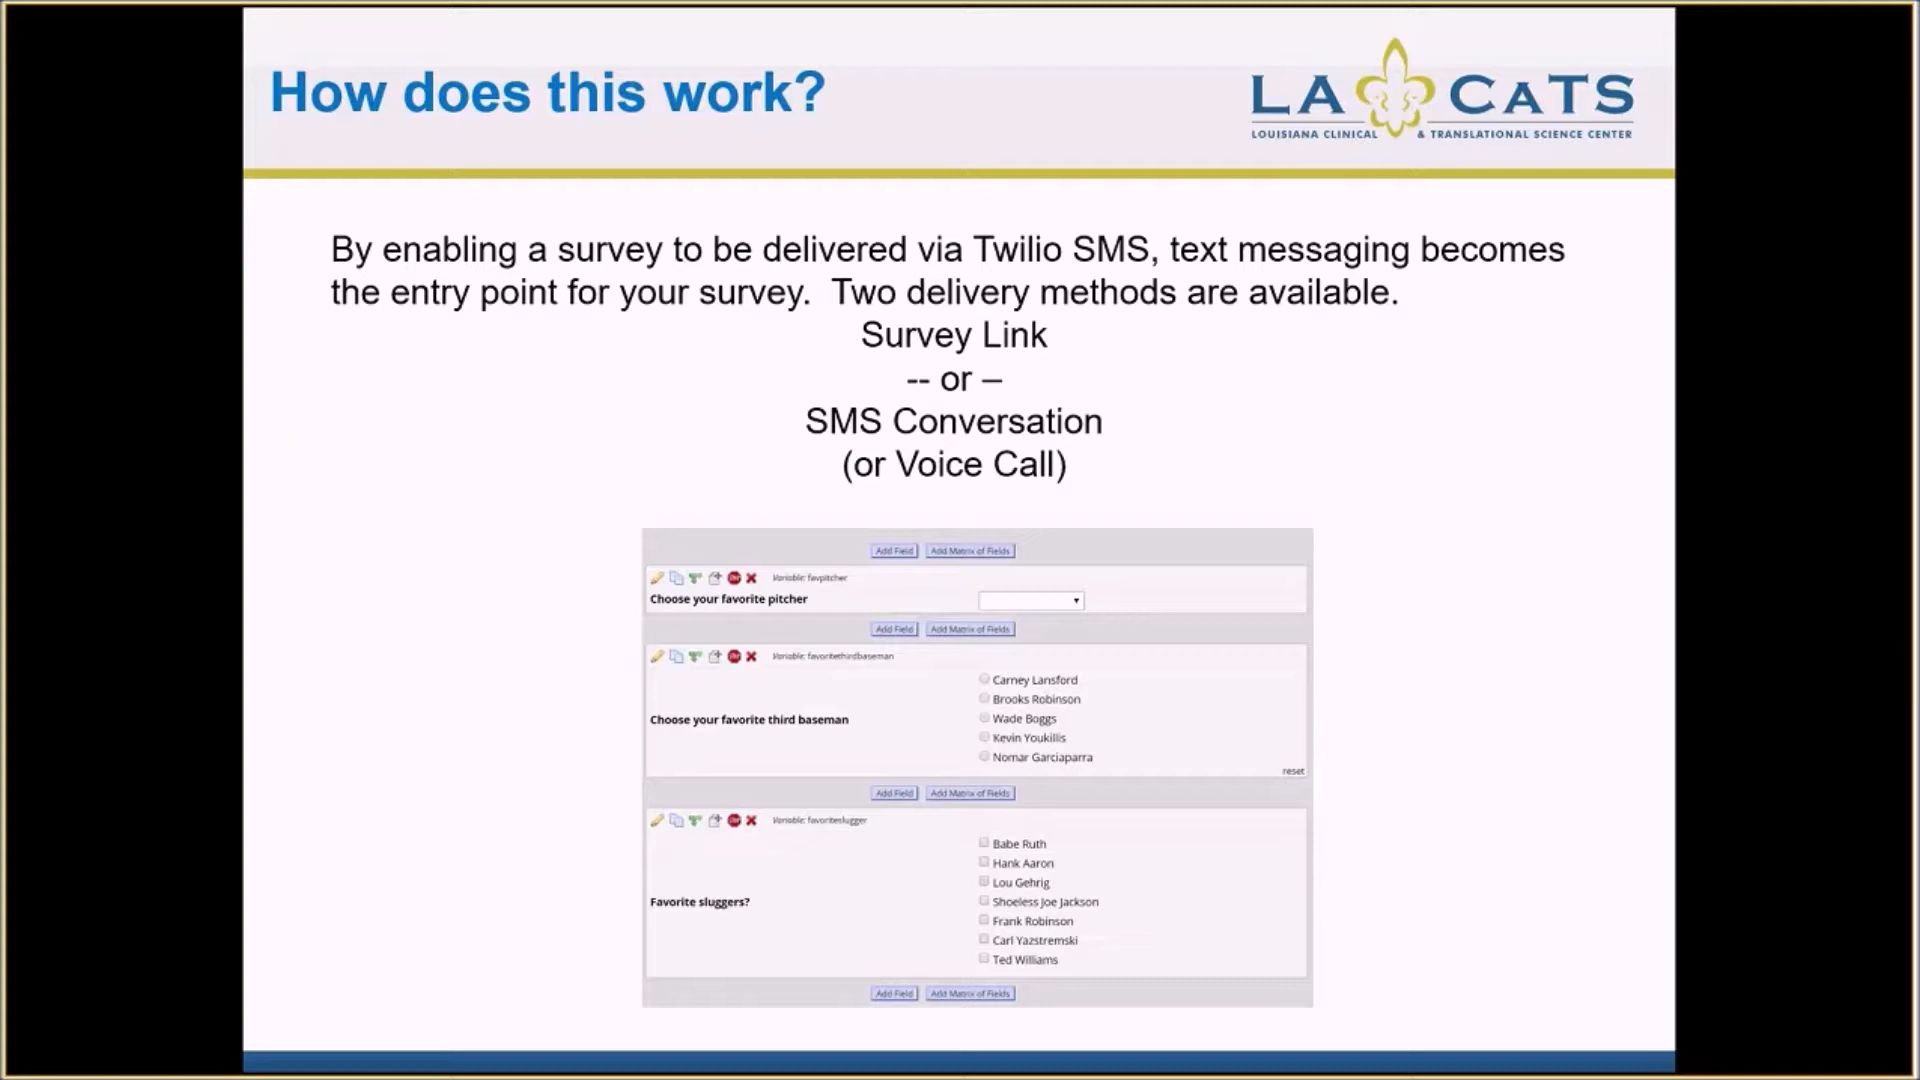 How does this work?
LA CATS
LOUISIANA CLINICAL & TRANSLATIONAL SCIENCE CENTER
By enabling a survey to be delivered via Twilio SMS, text messaging becomes
the entry point for your survey.  Two delivery methods are available.
Survey Link
-- or –
SMS Conversation
(or Voice Call)
Add Field Add Matrix of Fields
Variable: favpitcher
Choose your favorite pitcher
Add Field Add Matrix of Fields
Variable: favoritethirdbaseman
Carney Lansford
Brooks Robinson
Choose your favorite third baseman
Wade Boggs
Kevin Youkillis
Nomar Garciaparra
reset
Add Field Add Matrix of Fields
Variable: favoriteslugger
Babe Ruth
Hank Aaron
Lou Gehrig
Favorite sluggers?
Shoeless Joe Jackson
Frank Robinson
Carl Yazstremski
Ted Williams
Add Field Add Matrix of Fields